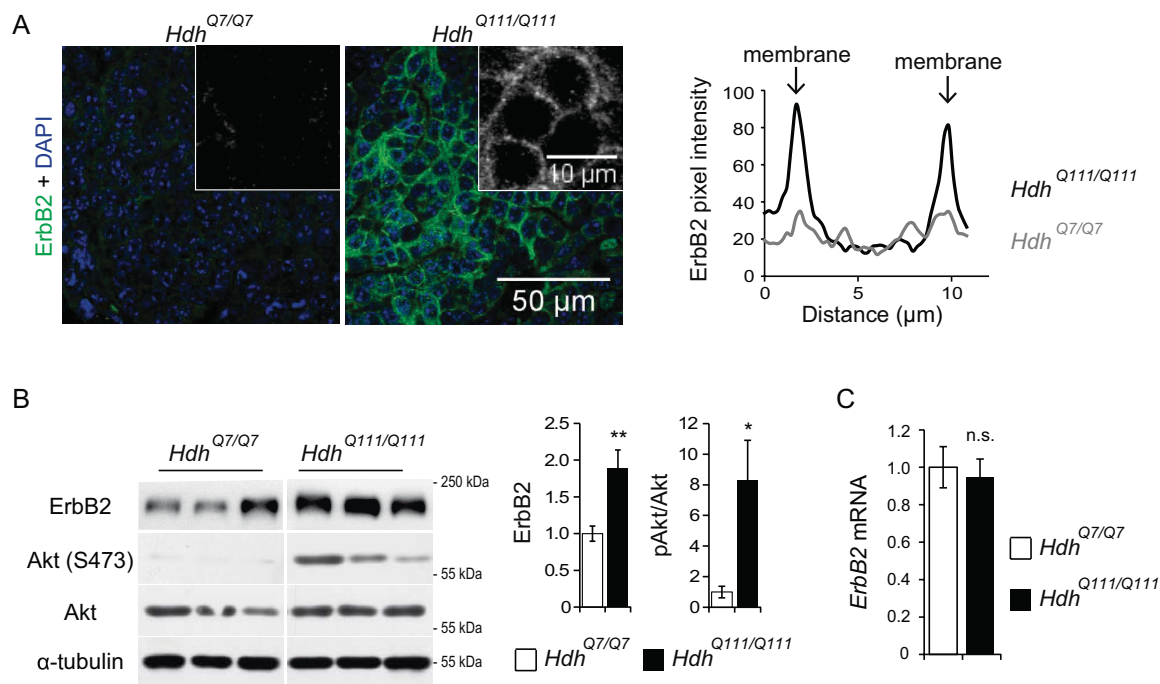 A
Hdh Q7/Q7
Hdh Q111/Q111
ErbB2 + DAPI
10 µm
50 µm
membrane
membrane
ErbB2 pixel intensity
100
80
60
40
20
0
0
5
10
Distance (µm)
Hdh Q111/Q111
Hdh Q7/Q7
B
Hdh Q7/Q7
Hdh Q111/Q111
ErbB2
- 250 kDa
Akt (S473)
- 55 kDa
Akt
- 55 kDa
α-tubulin
- 55 kDa
ErbB2
2.5
2.0
1.5
1.0
0.5
0
**
pAkt/Akt
12
10
8
6
4
2
0
*
Hdh Q7/Q7
Hdh Q111/Q111
C
ErbB2 mRNA
1.2
1.0
0.8
0.6
0.4
0.2
0
n.s.
Hdh Q7/Q7
Hdh Q111/Q111